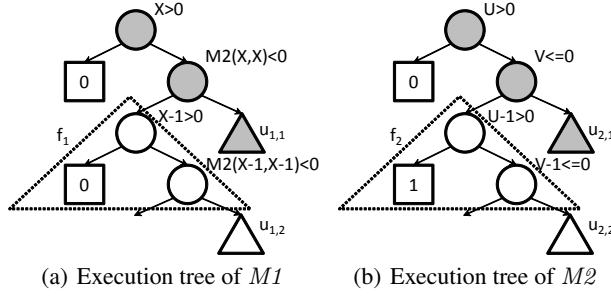 X>0
M2(X,X)<0
0
X-1>0
f1
u1,1
M2(X-1,X-1)<0
0
u1,2
(a) Execution tree of M1
U>0
V<=0
0
U-1>0
f2
u2,1
V-1<=0
1
u2,2
(b) Execution tree of M2